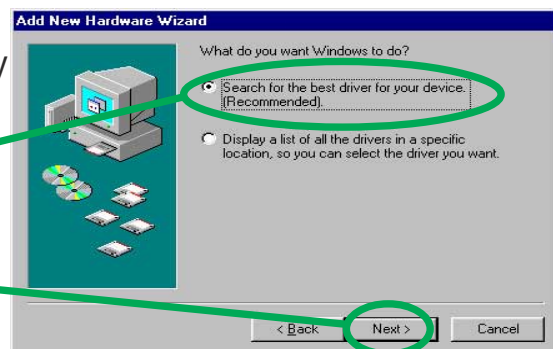 Add New Hardware Wizard
What do you want Windows to do?
Search for the best driver for your device.
(Recommended).
Display a list of all the drivers in a specific
location, so you can select the driver you want.
< Back
Next >
Cancel